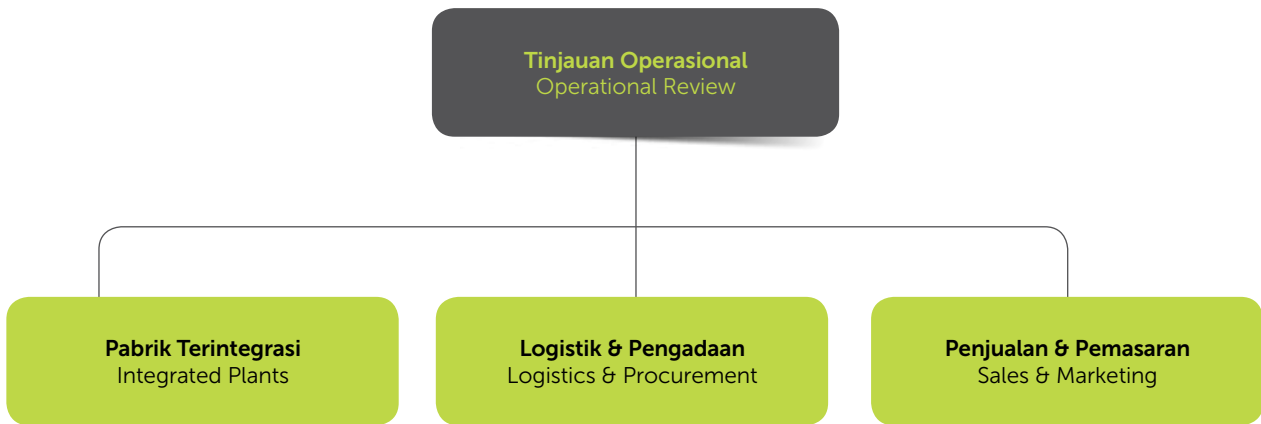 Tinjauan Operasional
Operational Review
Pabrik Terintegrasi
Integrated Plants
Logistik & Pengadaan
Logistics & Procurement
Penjualan & Pemasaran
Sales & Marketing